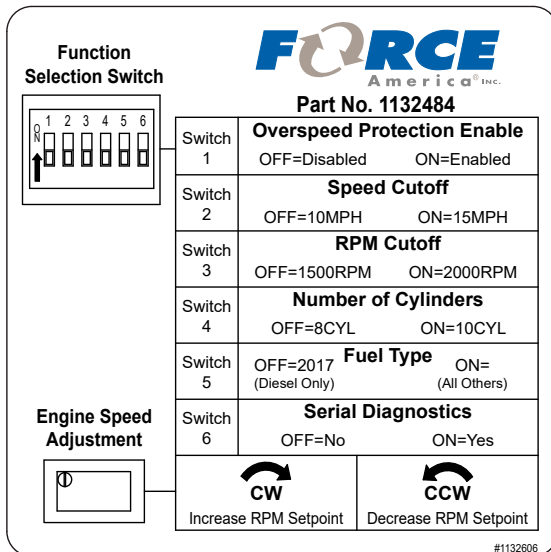 Function
Selection Switch
FORCE
America® INC.
Part No. 1132484
ON
1 2 3 4 5 6
Switch
1
Overspeed Protection Enable
OFF=Disabled ON=Enabled
Switch
2
Speed Cutoff
OFF=10MPH ON=15MPH
Switch
3
RPM Cutoff
OFF=1500RPM ON=2000RPM
Switch
4
Number of Cylinders
OFF=8CYL ON=10CYL
Switch
5
Fuel Type
OFF=2017 ON=
(Diesel Only) (All Others)
Switch
6
Serial Diagnostics
OFF=No ON=Yes
Engine Speed
Adjustment
CW
Increase RPM Setpoint
CCW
Decrease RPM Setpoint
#1132606